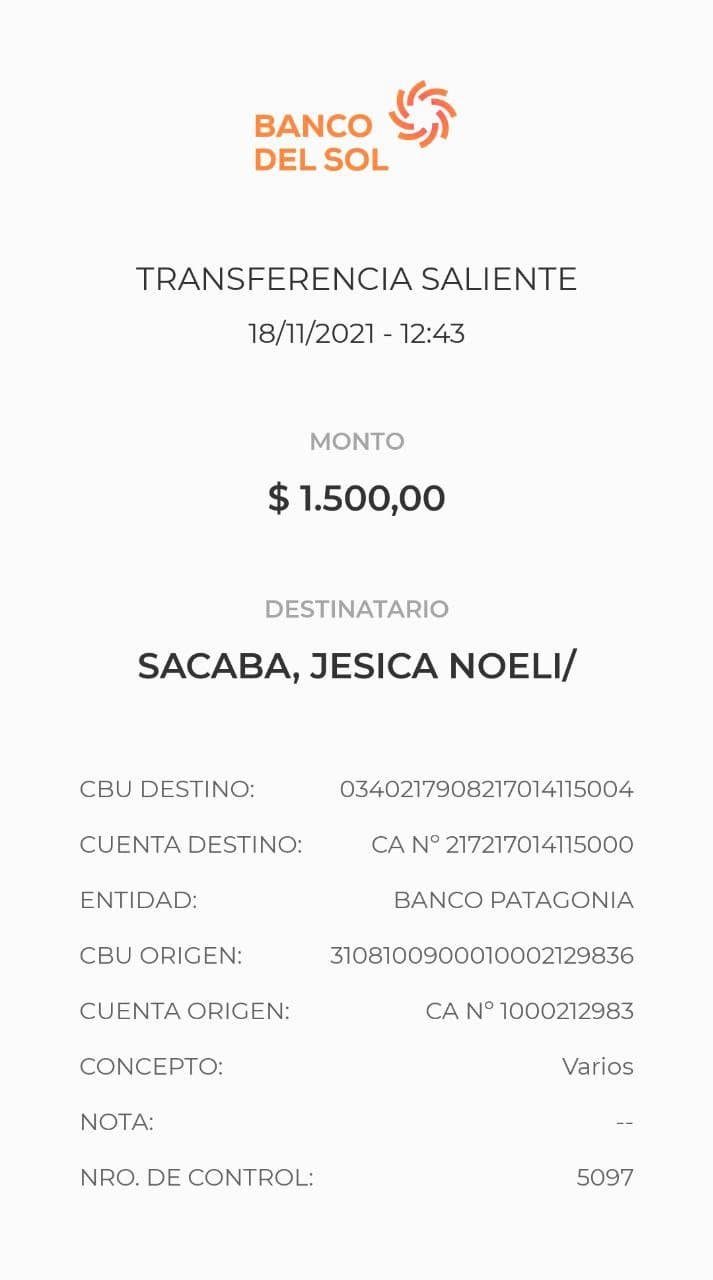 BANCO
DEL SOL
TRANSFERENCIA SALIENTE
18/11/2021 - 12:43
MONTO
$ 1.500,00
DESTINATARIO
SACABA, JESICA NOELI/
CBU DESTINO: 0340217908217014115004
CUENTA DESTINO: CA Nº 217217014115000
ENTIDAD: BANCO PATAGONIA
CBU ORIGEN: 3108100900010002129836
CUENTA ORIGEN: CA Nº 1000212983
CONCEPTO: Varios
NOTA: --
NRO. DE CONTROL: 5097